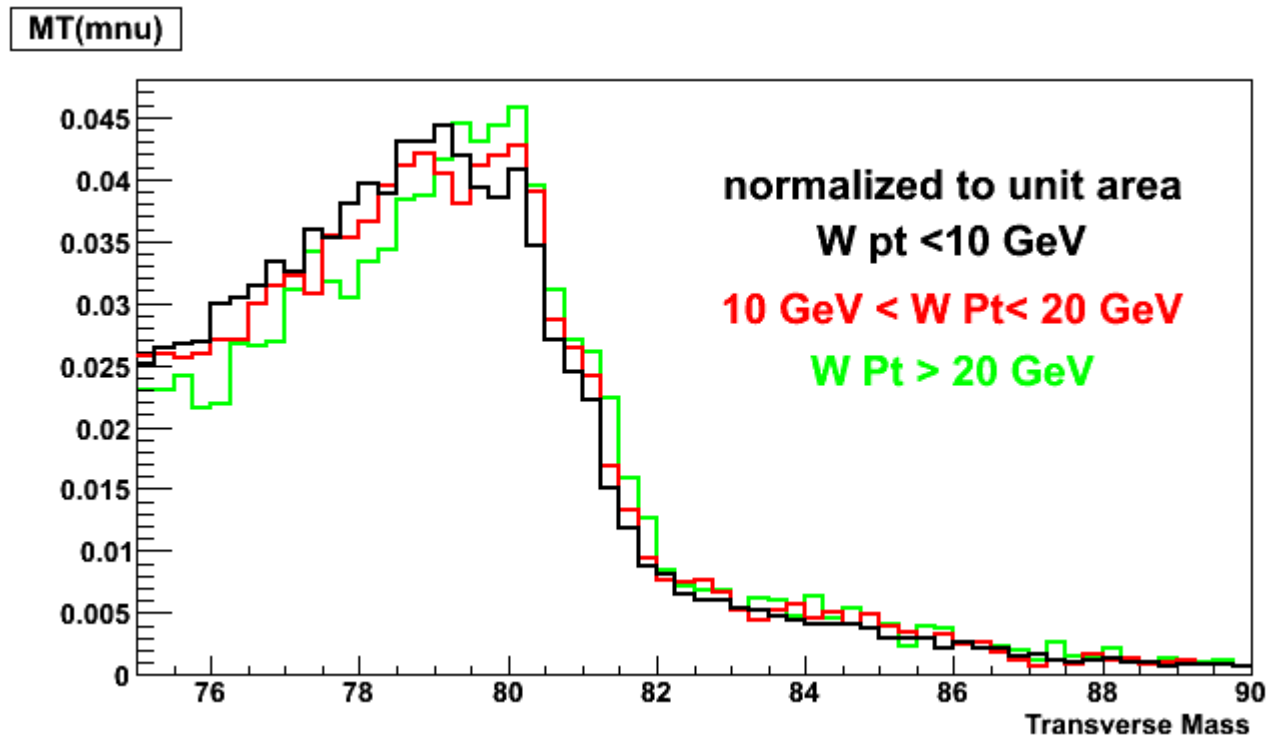 MT(mnu)
0.045
0.04
0.035
0.03
0.025
0.02
0.015
0.01
0.005
0
normalized to unit area
W pt <10 GeV
10 GeV < W Pt< 20 GeV
W Pt > 20 GeV
76 78 80 82 84 86 88 90
Transverse Mass